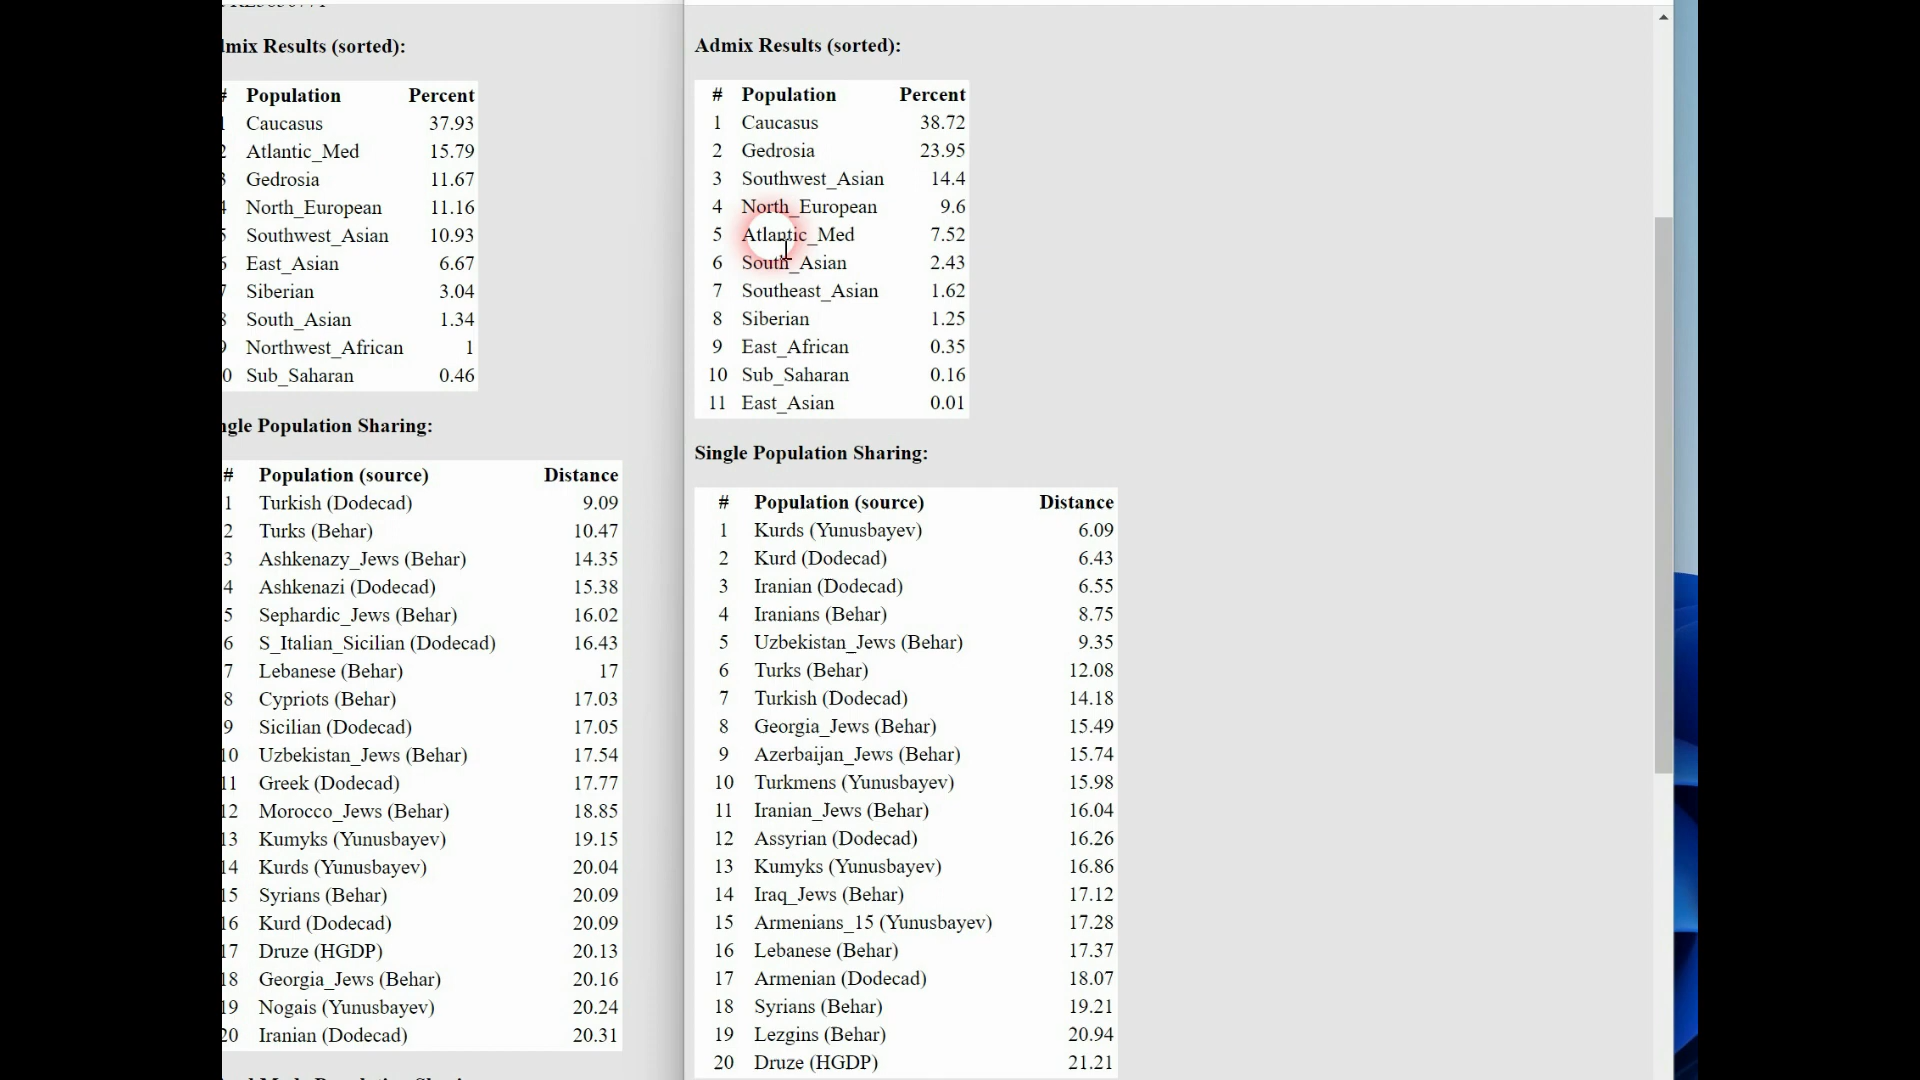 mix Results (sorted):
# Population Percent
Caucasus 37.93
Atlantic_Med 15.79
Gedrosia 11.67
North_European 11.16
Southwest_Asian 10.93
East_Asian 6.67
Siberian 3.04
South_Asian 1.34
Northwest_African 1
0 Sub_Saharan 0.46
ngle Population Sharing:
# Population (source) Distance
1 Turkish (Dodecad) 9.09
2 Turks (Behar) 10.47
3 Ashkenazy_Jews (Behar) 14.35
4 Ashkenazi (Dodecad) 15.38
5 Sephardic_Jews (Behar) 16.02
6 S_Italian_Sicilian (Dodecad) 16.43
7 Lebanese (Behar) 17
8 Cypriots (Behar) 17.03
9 Sicilian (Dodecad) 17.05
10 Uzbekistan_Jews (Behar) 17.54
11 Greek (Dodecad) 17.77
12 Morocco_Jews (Behar) 18.85
13 Kumyks (Yunusbayev) 19.15
14 Kurds (Yunusbayev) 20.04
15 Syrians (Behar) 20.09
16 Kurd (Dodecad) 20.09
17 Druze (HGDP) 20.13
18 Georgia_Jews (Behar) 20.16
19 Nogais (Yunusbayev) 20.24
20 Iranian (Dodecad) 20.31
Admix Results (sorted):
# Population Percent
1 Caucasus 38.72
2 Gedrosia 23.95
3 Southwest_Asian 14.4
4 North_European 9.6
5 Atlantic_Med 7.52
6 South_Asian 2.43
7 Southeast_Asian 1.62
8 Siberian 1.25
9 East_African 0.35
10 Sub_Saharan 0.16
11 East_Asian 0.01
Single Population Sharing:
# Population (source) Distance
1 Kurds (Yunusbayev) 6.09
2 Kurd (Dodecad) 6.43
3 Iranian (Dodecad) 6.55
4 Iranians (Behar) 8.75
5 Uzbekistan_Jews (Behar) 9.35
6 Turks (Behar) 12.08
7 Turkish (Dodecad) 14.18
8 Georgia_Jews (Behar) 15.49
9 Azerbaijan_Jews (Behar) 15.74
10 Turkmens (Yunusbayev) 15.98
11 Iranian_Jews (Behar) 16.04
12 Assyrian (Dodecad) 16.26
13 Kumyks (Yunusbayev) 16.86
14 Iraq_Jews (Behar) 17.12
15 Armenians_15 (Yunusbayev) 17.28
16 Lebanese (Behar) 17.37
17 Armenian (Dodecad) 18.07
18 Syrians (Behar) 19.21
19 Lezgins (Behar) 20.94
20 Druze (HGDP) 21.21